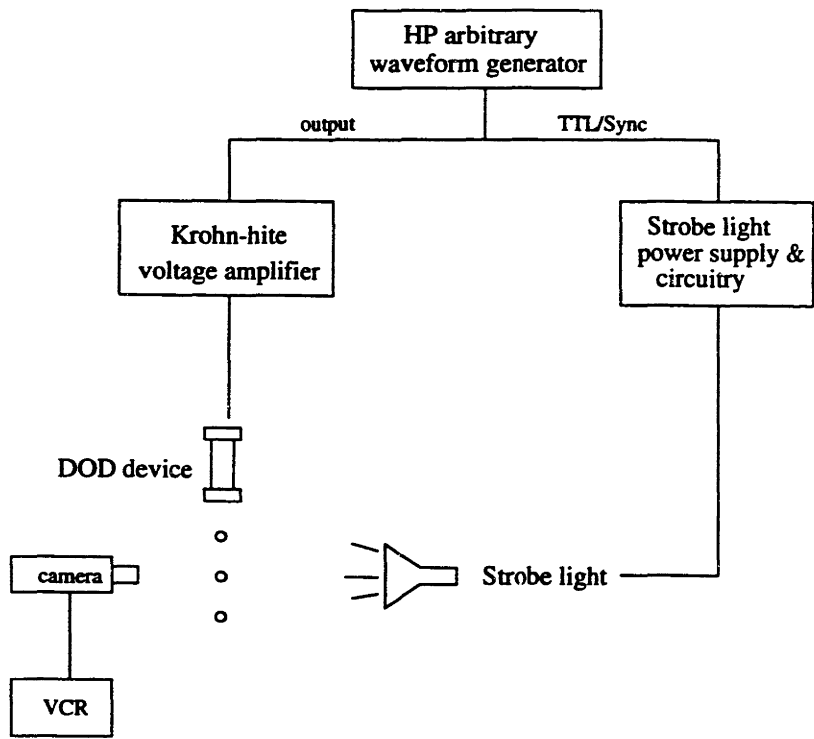 HP arbitrary
waveform generator
output
TTL/Sync
Krohn-hite
voltage amplifier
Strobe light
power supply &
circuitry
DOD device
camera
Strobe light
VCR